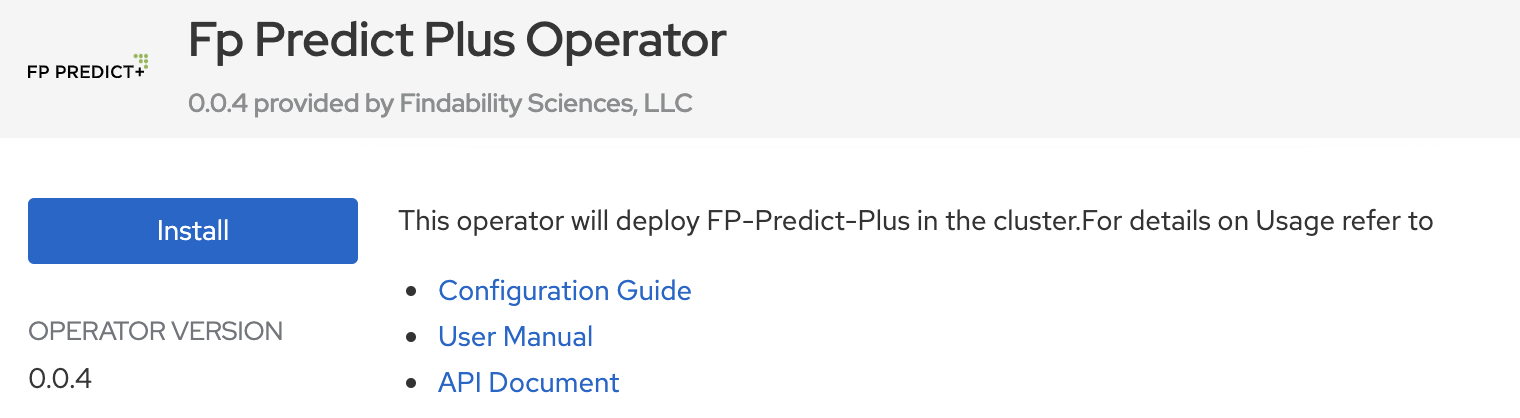 FP PREDICT+
Fp Predict Plus Operator
0.0.4 provided by Findability Sciences, LLC
Install
This operator will deploy FP-Predict-Plus in the cluster.For details on Usage refer to
• Configuration Guide
• User Manual
• API Document
OPERATOR VERSION
0.0.4